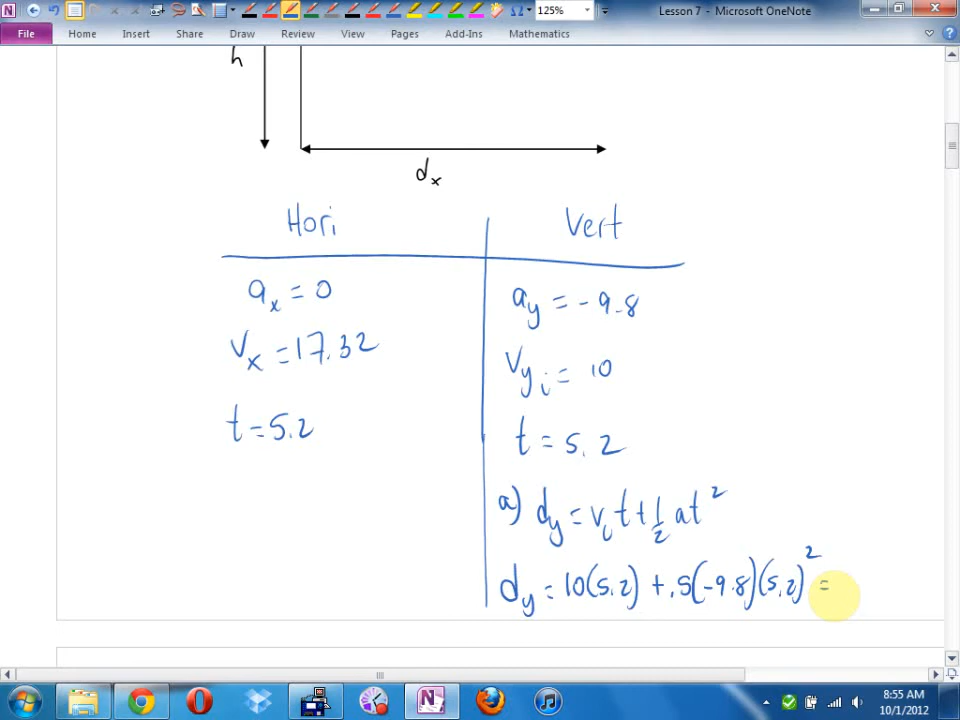 125%
Lesson 7 - Microsoft OneNote
File Home Insert Share Draw Review View Pages Add-Ins Mathematics
h
dx
Hori Vert
ax = 0
ay = -9.8
Vx = 17.32
Vyi = 10
t = 5.2
t = 5.2
a) dy = vit + 1/2 at²
dy = 10(5.2) + .5(-9.8)(5.2)² =
8:55 AM
10/1/2012